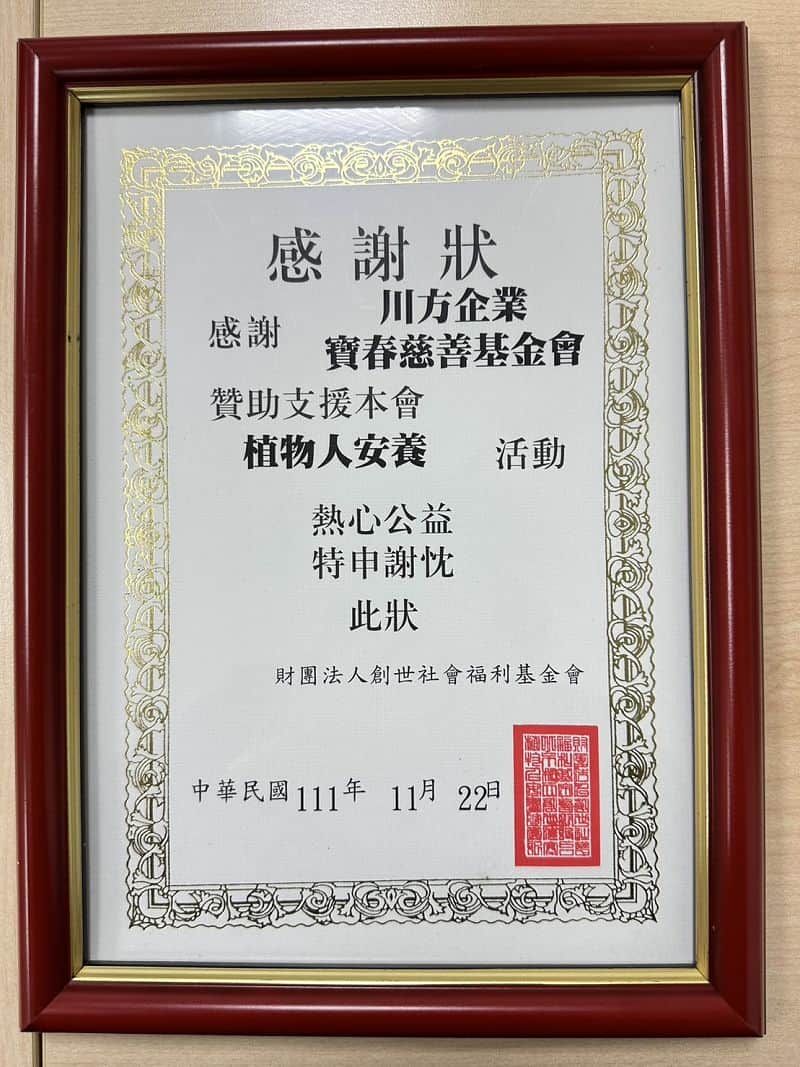 感謝狀
川方企業
感謝
寶春慈善基金會
贊助支援本會
植物人安養 活動
熱心公益
特申謝忱
此狀
財團法人創世社會福利基金會
中華民國111年 11月 22日